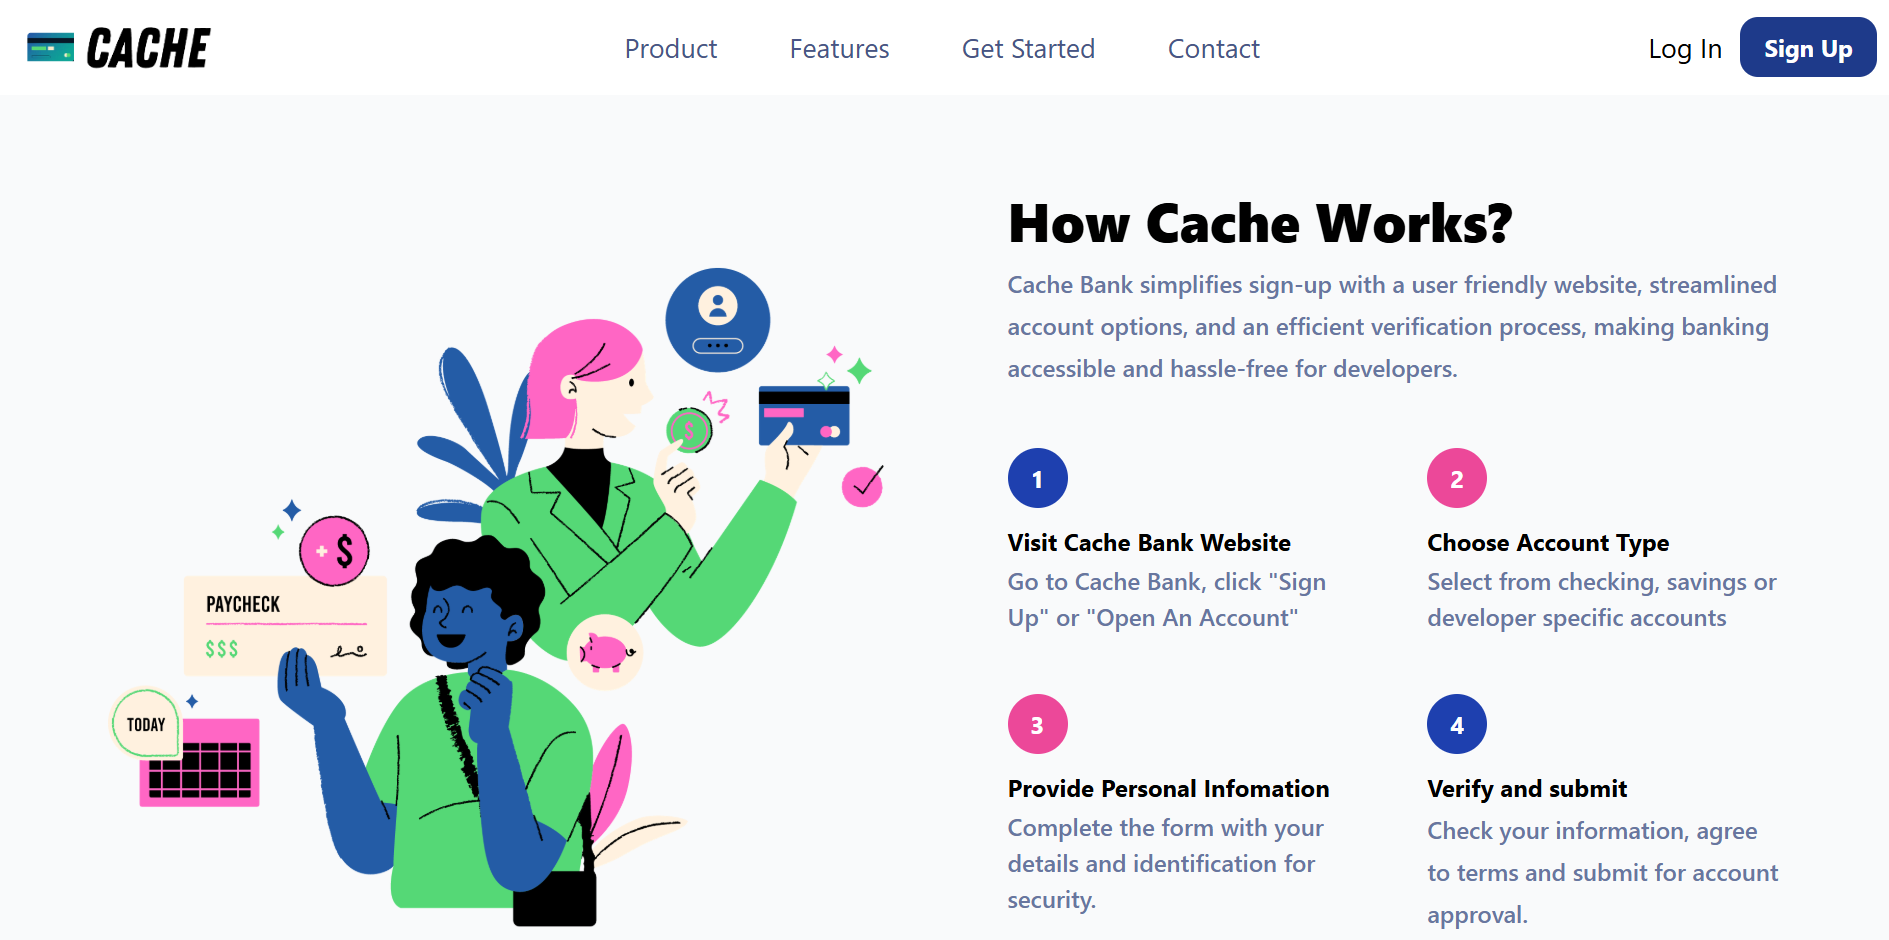 CACHE
Product
Features
Get Started
Contact
Log In
Sign Up
How Cache Works?
Cache Bank simplifies sign-up with a user friendly website, streamlined
account options, and an efficient verification process, making banking
accessible and hassle-free for developers.
1
Visit Cache Bank Website
Go to Cache Bank, click "Sign
Up" or "Open An Account"
2
Choose Account Type
Select from checking, savings or
developer specific accounts
3
Provide Personal Infomation
Complete the form with your
details and identification for
security.
4
Verify and submit
Check your information, agree
to terms and submit for account
approval.
$
+ $
PAYCHECK
$$$
TODAY